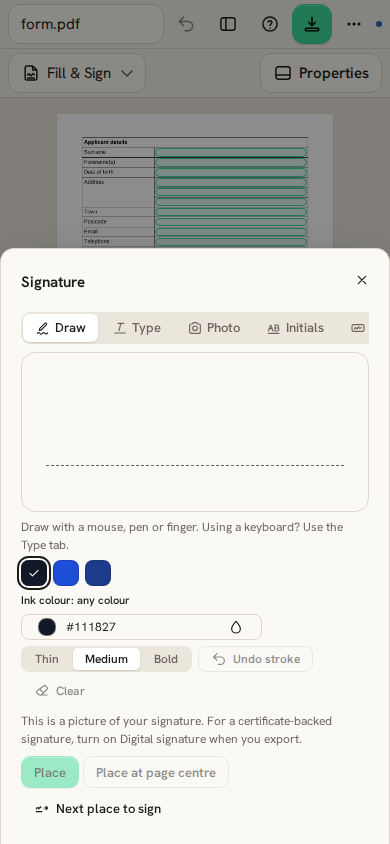 form.pdf
Fill & Sign
Properties
Applicant details
Surname
Forename(s)
Date of birth
Address
Town
Postcode
Email
Telephone
Signature
Draw
Type
Photo
Initials
Draw with a mouse, pen or finger. Using a keyboard? Use the
Type tab.
Ink colour: any colour
#111827
Thin
Medium
Bold
Undo stroke
Clear
This is a picture of your signature. For a certificate-backed
signature, turn on Digital signature when you export.
Place
Place at page centre
Next place to sign